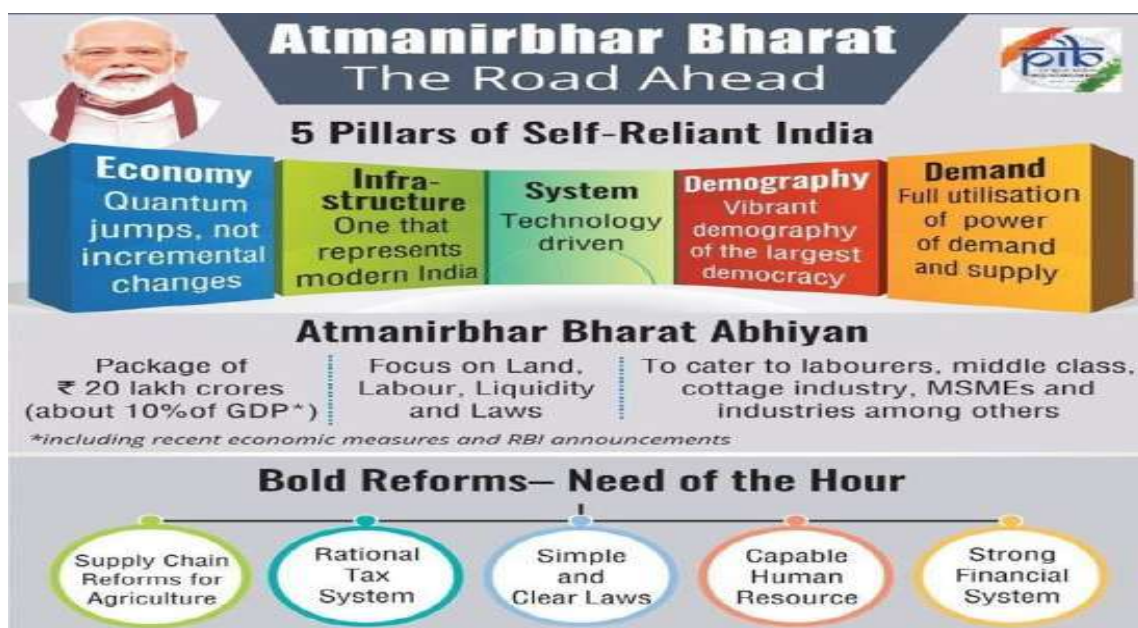 Atmanirbhar Bharat
The Road Ahead
pib
5 Pillars of Self-Reliant India
Economy
Quantum
jumps, not
incremental
changes
Infra-
structure
One that
represents
modern India
System
Technology
driven
Demography
Vibrant
demography
of the largest
democracy
Demand
Full utilisation
of power
of demand
and supply
Atmanirbhar Bharat Abhiyan
Package of
₹ 20 lakh crores
(about 10%of GDP*)
Focus on Land,
Labour, Liquidity
and Laws
To cater to labourers, middle class,
cottage industry, MSMEs and
industries among others
*including recent economic measures and RBI announcements
Bold Reforms– Need of the Hour
Supply Chain
Reforms for
Agriculture
Rational
Tax
System
Simple
and
Clear Laws
Capable
Human
Resource
Strong
Financial
System